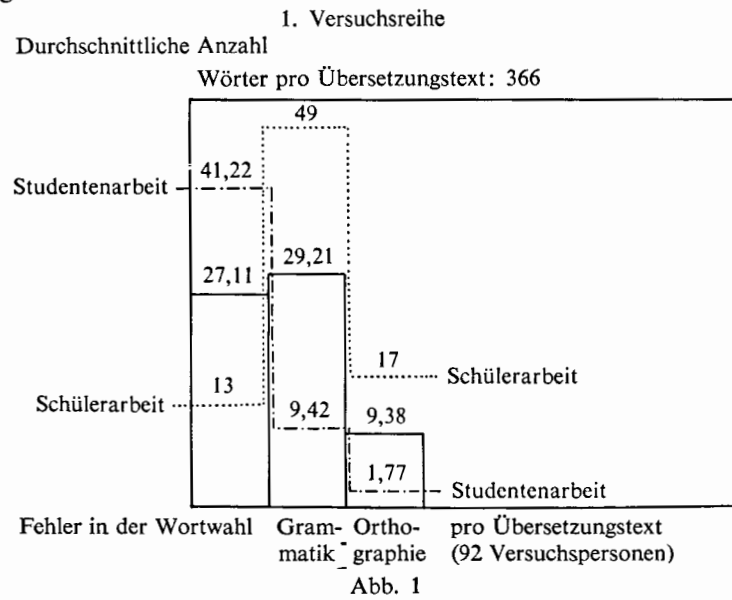 1. Versuchsreihe
Durchschnittliche Anzahl
Wörter pro Übersetzungstext: 366
49
41,22
Studentenarbeit
29,21
27,11
17
Schülerarbeit
13
Schülerarbeit
9,42
9,38
1,77
Studentenarbeit
Fehler in der Wortwahl Gram- Ortho- pro Übersetzungstext
matik graphie (92 Versuchspersonen)
Abb. 1